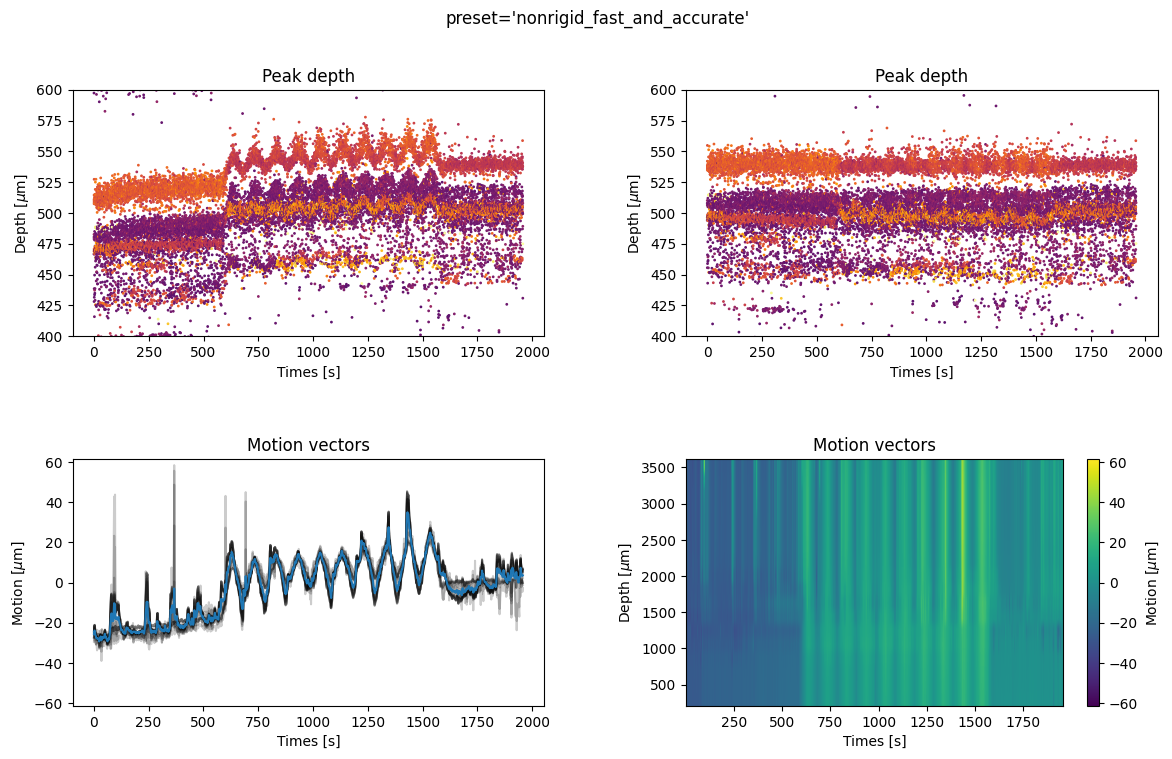 preset='nonrigid_fast_and_accurate'
Peak depth
Depth [μm]
600
575
550
525
500
475
450
425
400
0 250 500 750 1000 1250 1500 1750 2000
Times [s]
Peak depth
Depth [μm]
600
575
550
525
500
475
450
425
400
0 250 500 750 1000 1250 1500 1750 2000
Times [s]
Motion vectors
Motion [μm]
60
40
20
0
−20
−40
−60
0 250 500 750 1000 1250 1500 1750 2000
Times [s]
Motion vectors
Depth [μm]
3500
3000
2500
2000
1500
1000
500
250 500 750 1000 1250 1500 1750
Times [s]
60
40
20
0
−20
−40
−60
Motion [μm]